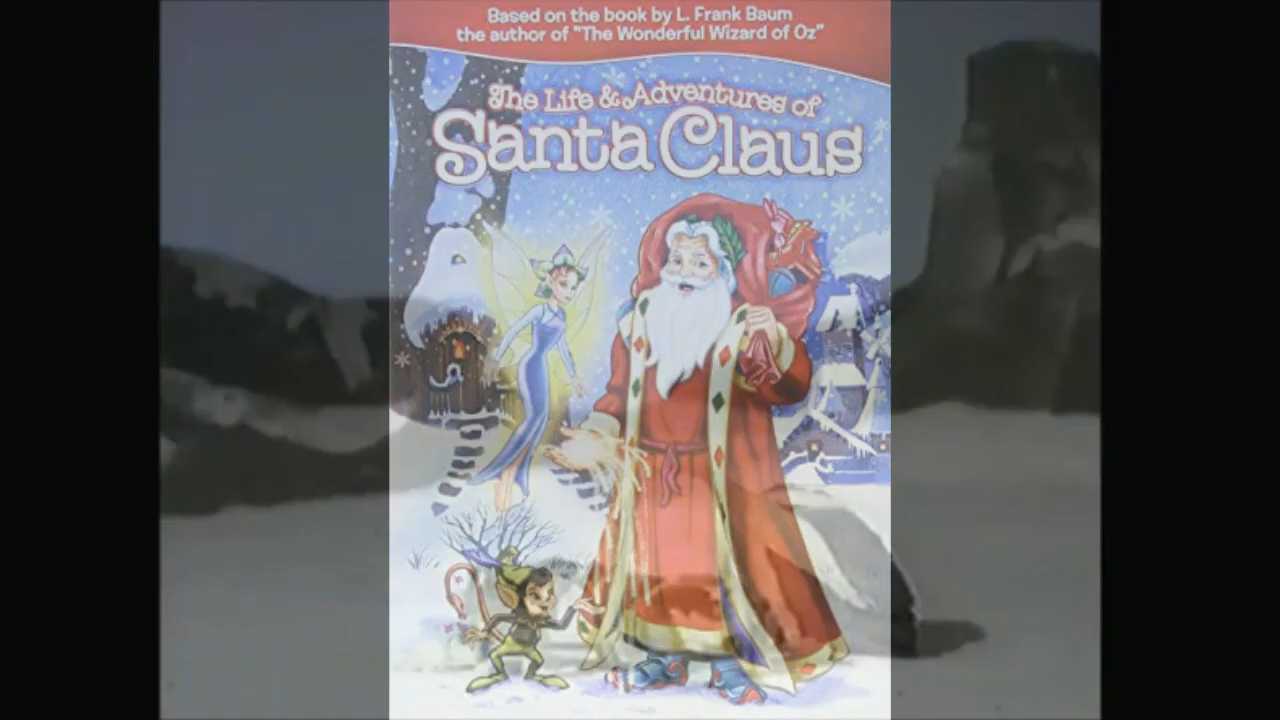 Based on the book by L. Frank Baum
the author of "The Wonderful Wizard of Oz"
The Life & Adventures of
Santa Claus